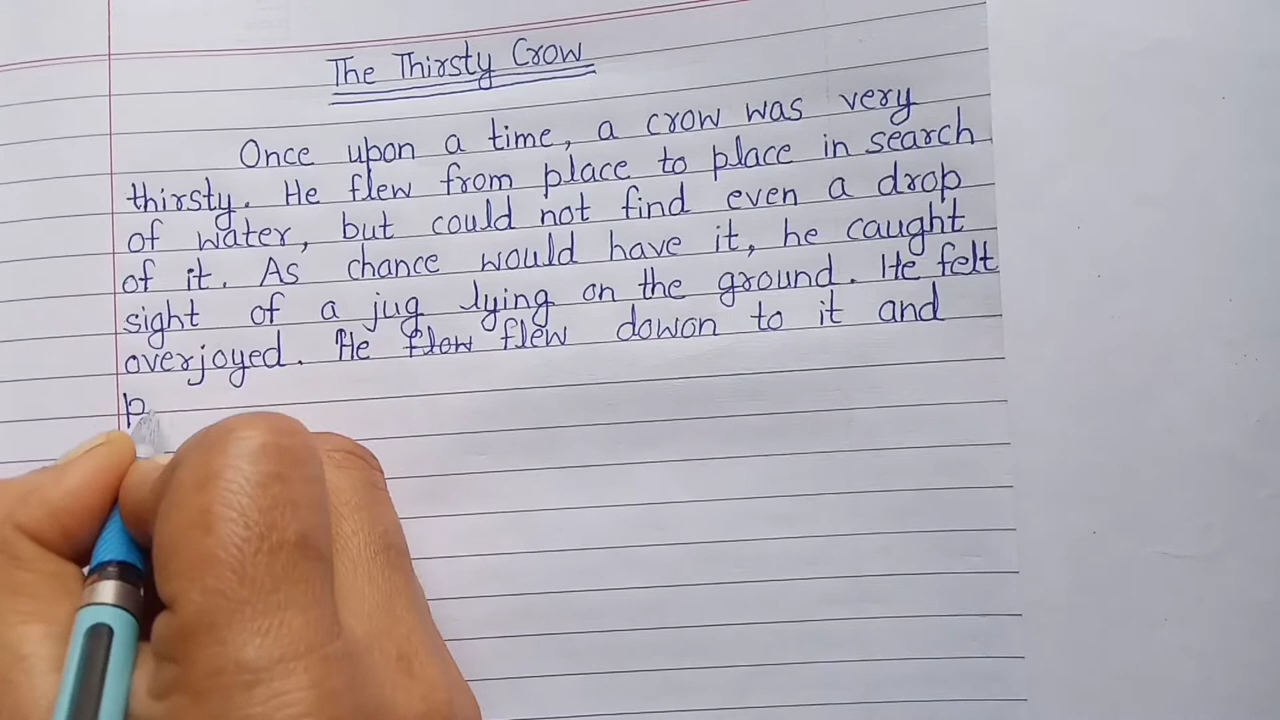 The Thirsty Crow
Once upon a time, a crow was very
thirsty. He flew from place to place in search
of water, but could not find even a drop
of it. As chance would have it, he caught
sight of a jug lying on the ground. He felt
overjoyed. He flow flew dowon to it and
p